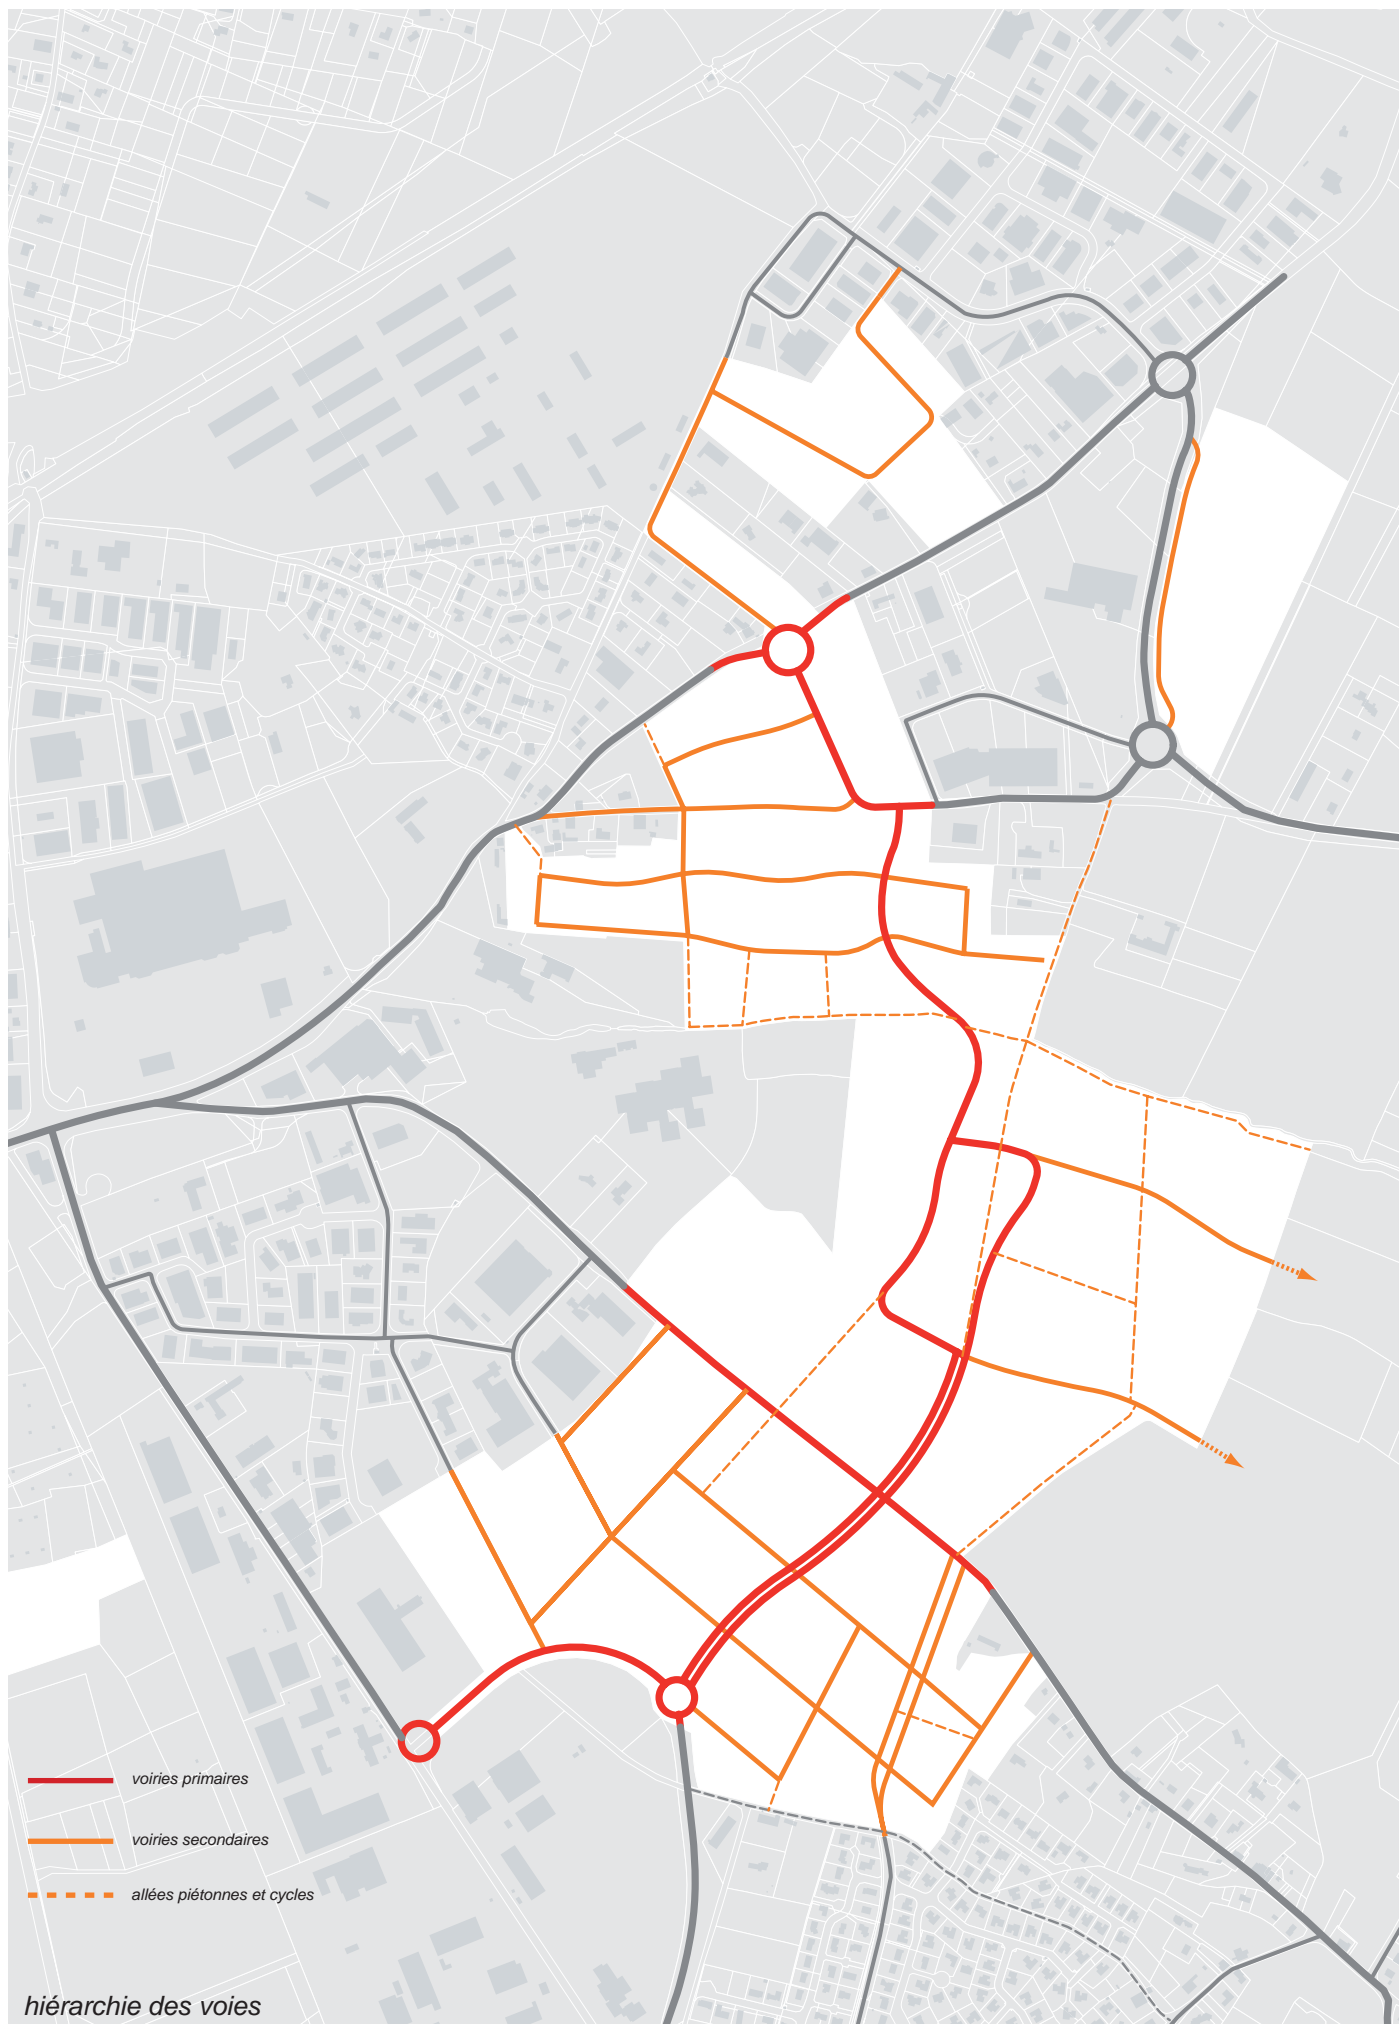 voiries primaires
voiries secondaires
allées piétonnes et cycles
hiérarchie des voies